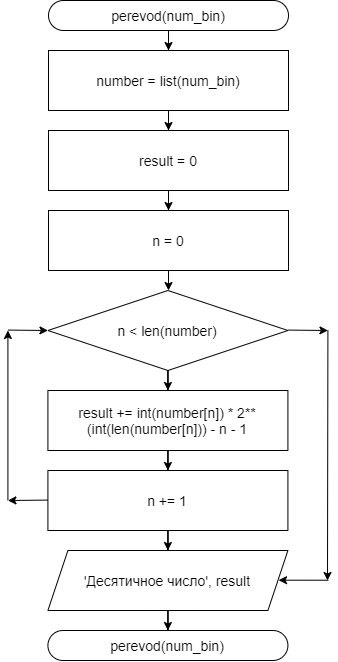 perevod(num_bin)
number = list(num_bin)
result = 0
n = 0
n < len(number)
result += int(number[n]) * 2**
(int(len(number[n])) - n - 1
n += 1
'Десятичное число', result
perevod(num_bin)